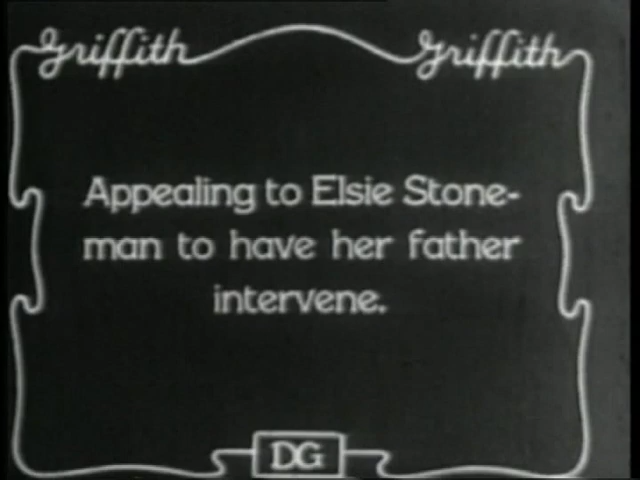 Griffith Griffith
Appealing to Elsie Stone-
man to have her father
intervene.
DG